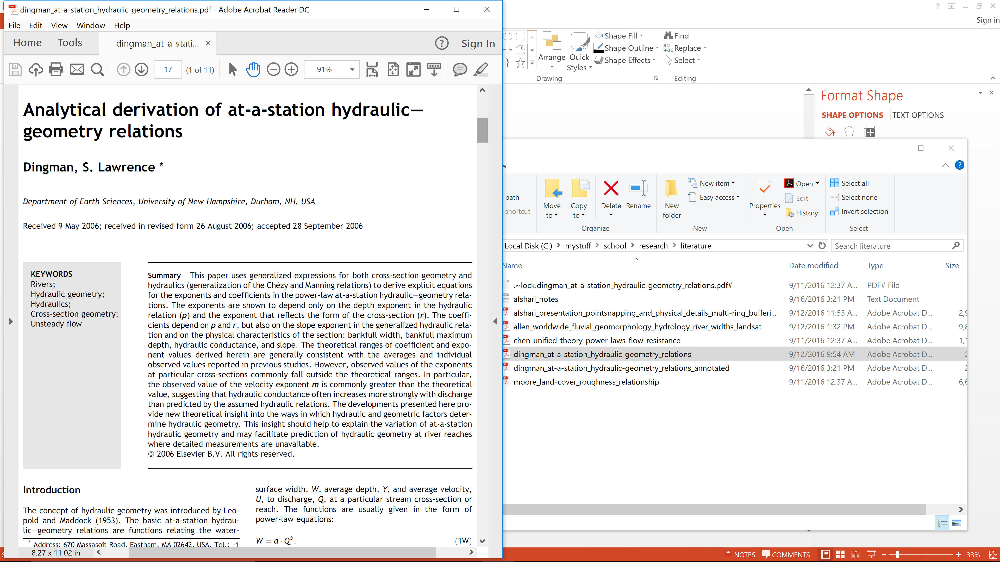 dingman_at-a-station_hydraulic-geometry_relations.pdf - Adobe Acrobat Reader DC
File Edit View Window Help
Home Tools dingman_at-a-stati... Sign In
17 (1 of 11) 91%
Analytical derivation of at-a-station hydraulic–
geometry relations
Dingman, S. Lawrence *
Department of Earth Sciences, University of New Hampshire, Durham, NH, USA
Received 9 May 2006; received in revised form 26 August 2006; accepted 28 September 2006
KEYWORDS
Rivers;
Hydraulic geometry;
Hydraulics;
Cross-section geometry;
Unsteady flow
Summary This paper uses generalized expressions for both cross-section geometry and
hydraulics (generalization of the Chézy and Manning relations) to derive explicit equations
for the exponents and coefficients in the power-law at-a-station hydraulic–geometry rela-
tions. The exponents are shown to depend only on the depth exponent in the hydraulic
relation (p) and the exponent that reflects the form of the cross-section (r). The coeffi-
cients depend on p and r, but also on the slope exponent in the generalized hydraulic rela-
tion and on the physical characteristics of the section: bankfull width, bankfull maximum
depth, hydraulic conductance, and slope. The theoretical ranges of coefficient and expo-
nent values derived herein are generally consistent with the averages and individual
observed values reported in previous studies. However, observed values of the exponents
at particular cross-sections commonly fall outside the theoretical ranges. In particular,
the observed value of the velocity exponent m is commonly greater than the theoretical
value, suggesting that hydraulic conductance often increases more strongly with discharge
than predicted by the assumed hydraulic relations. The developments presented here pro-
vide new theoretical insight into the ways in which hydraulic and geometric factors deter-
mine hydraulic geometry. This insight should help to explain the variation of at-a-station
hydraulic geometry and may facilitate prediction of hydraulic geometry at river reaches
where detailed measurements are unavailable.
© 2006 Elsevier B.V. All rights reserved.
Introduction
The concept of hydraulic geometry was introduced by Leo-
pold and Maddock (1953). The basic at-a-station hydrau-
lic–geometry relations are functions relating the water-
* Address: 670 Massasoit Road, Eastham, MA 02642, USA. Tel.: +1
surface width, W, average depth, Y, and average velocity,
U, to discharge, Q, at a particular stream cross-section or
reach. The functions are usually given in the form of
power-law equations:
W = a · Q^b, (1W)
8.27 x 11.02 in
Sign in
Arrange
Quick
Styles
Shape Fill
Shape Outline
Shape Effects
Drawing
Find
Replace
Select
Editing
Format Shape
SHAPE OPTIONS TEXT OPTIONS
w
path
shortcut
Move
to
Copy
to
Delete
Rename
Organize
New
folder
New item
Easy access
New
Properties
Open
Edit
History
Open
Select all
Select none
Invert selection
Select
Local Disk (C:) mystuff school research literature
Search literature
Name Date modified Type Size
.~lock.dingman_at-a-station_hydraulic-geometry_relations.pdf# 9/11/2016 12:37 A... PDF# File
afshari_notes 9/16/2016 3:21 PM Text Document
afshari_presentation_pointsnapping_and_physical_details_multi-ring_bufferi... 9/12/2016 11:53 A... Adobe Acrobat D... 2,9
allen_worldwide_fluvial_geomorphology_hydrology_river_widths_landsat 9/12/2016 1:32 PM Adobe Acrobat D... 9,8
chen_unified_theory_power_laws_flow_resistance 9/11/2016 12:37 A... Adobe Acrobat D... 1,1
dingman_at-a-station_hydraulic-geometry_relations 9/12/2016 9:54 AM Adobe Acrobat D... 2
dingman_at-a-station_hydraulic-geometry_relations_annotated 9/16/2016 3:21 PM Adobe Acrobat D... 2
moore_land-cover_roughness_relationship 9/11/2016 12:37 A... Adobe Acrobat D... 6,6
NOTES COMMENTS 33%